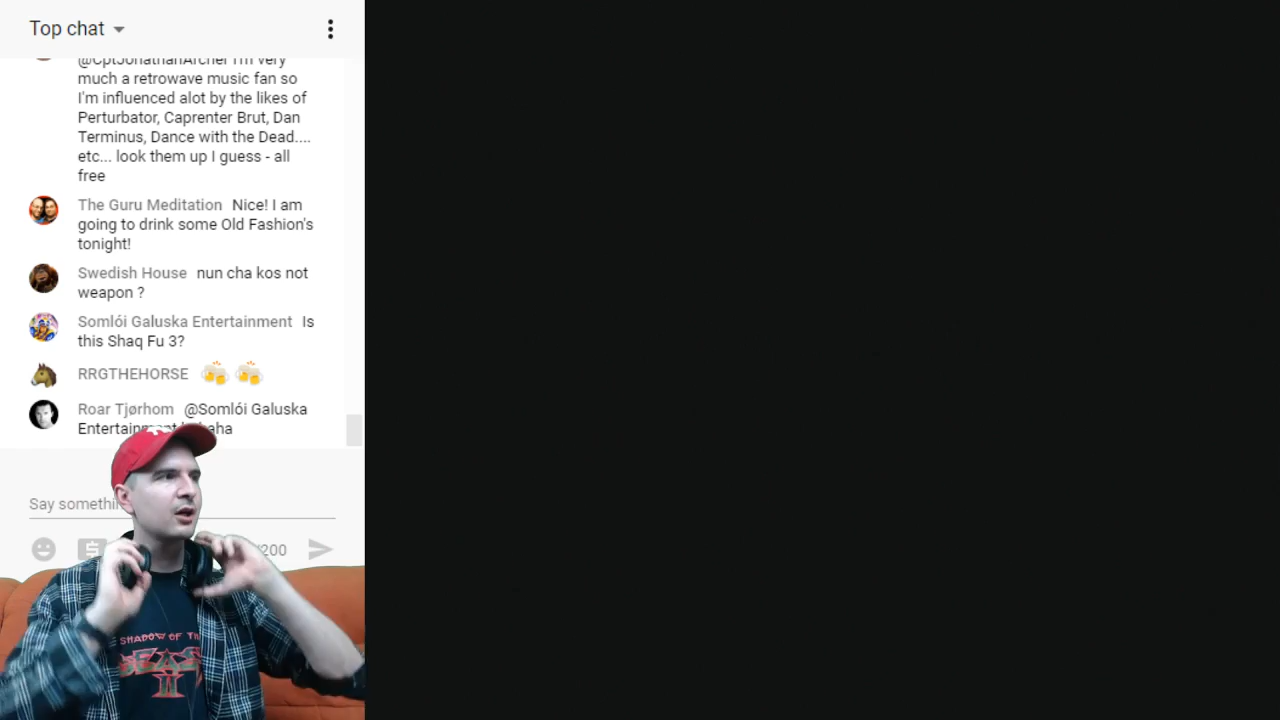 Top chat
@CptJonathanArcher I'm very
much a retrowave music fan so
I'm influenced alot by the likes of
Perturbator, Caprenter Brut, Dan
Terminus, Dance with the Dead....
etc... look them up I guess - all
free
The Guru Meditation Nice! I am
going to drink some Old Fashion's
tonight!
Swedish House nun cha kos not
weapon ?
Somlói Galuska Entertainment Is
this Shaq Fu 3?
RRGTHEHORSE
Roar Tjørhom @Somlói Galuska
Entertainment
Say
/200
SHADOW OF
BEAST
II